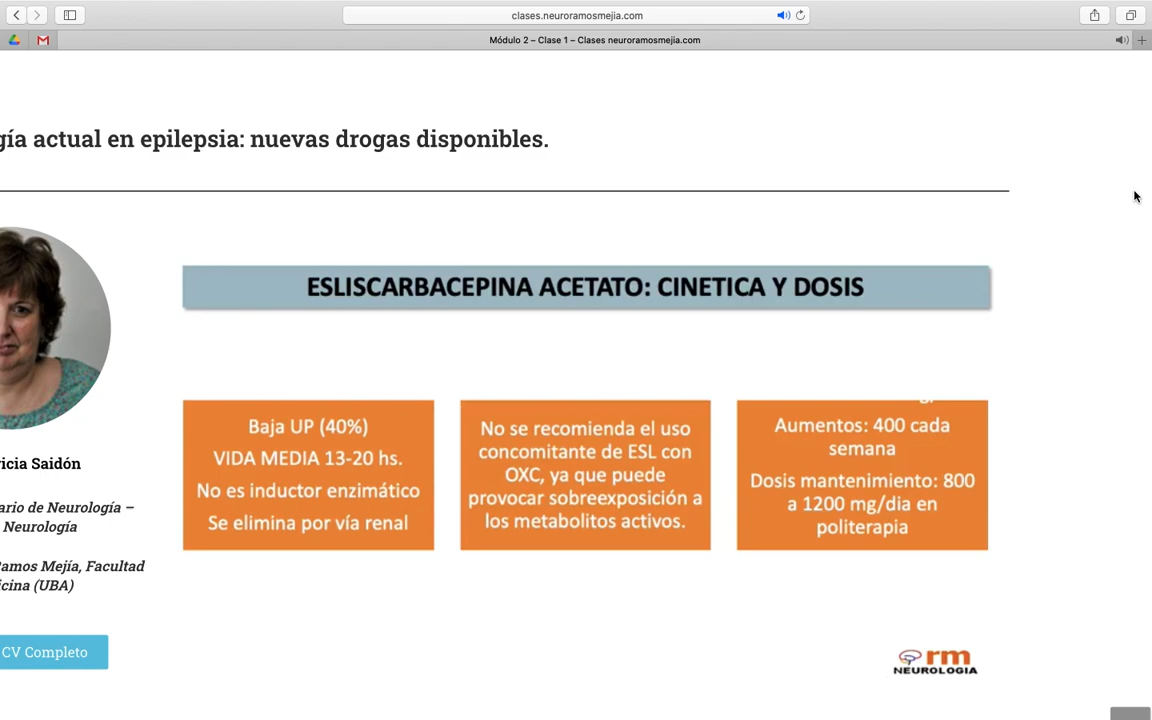 clases.neuroramosmejia.com
Módulo 2 – Clase 1 – Clases neuroramosmejia.com
gía actual en epilepsia: nuevas drogas disponibles.
ESLISCARBACEPINA ACETATO: CINETICA Y DOSIS
Baja UP (40%)
VIDA MEDIA 13-20 hs.
No es inductor enzimático
Se elimina por vía renal
No se recomienda el uso
concomitante de ESL con
OXC, ya que puede
provocar sobreexposición a
los metabolitos activos.
Aumentos: 400 cada
semana
Dosis mantenimiento: 800
a 1200 mg/dia en
politerapia
icia Saidón
ario de Neurología –
Neurología
Ramos Mejía, Facultad
icina (UBA)
CV Completo
rm
NEUROLOGIA